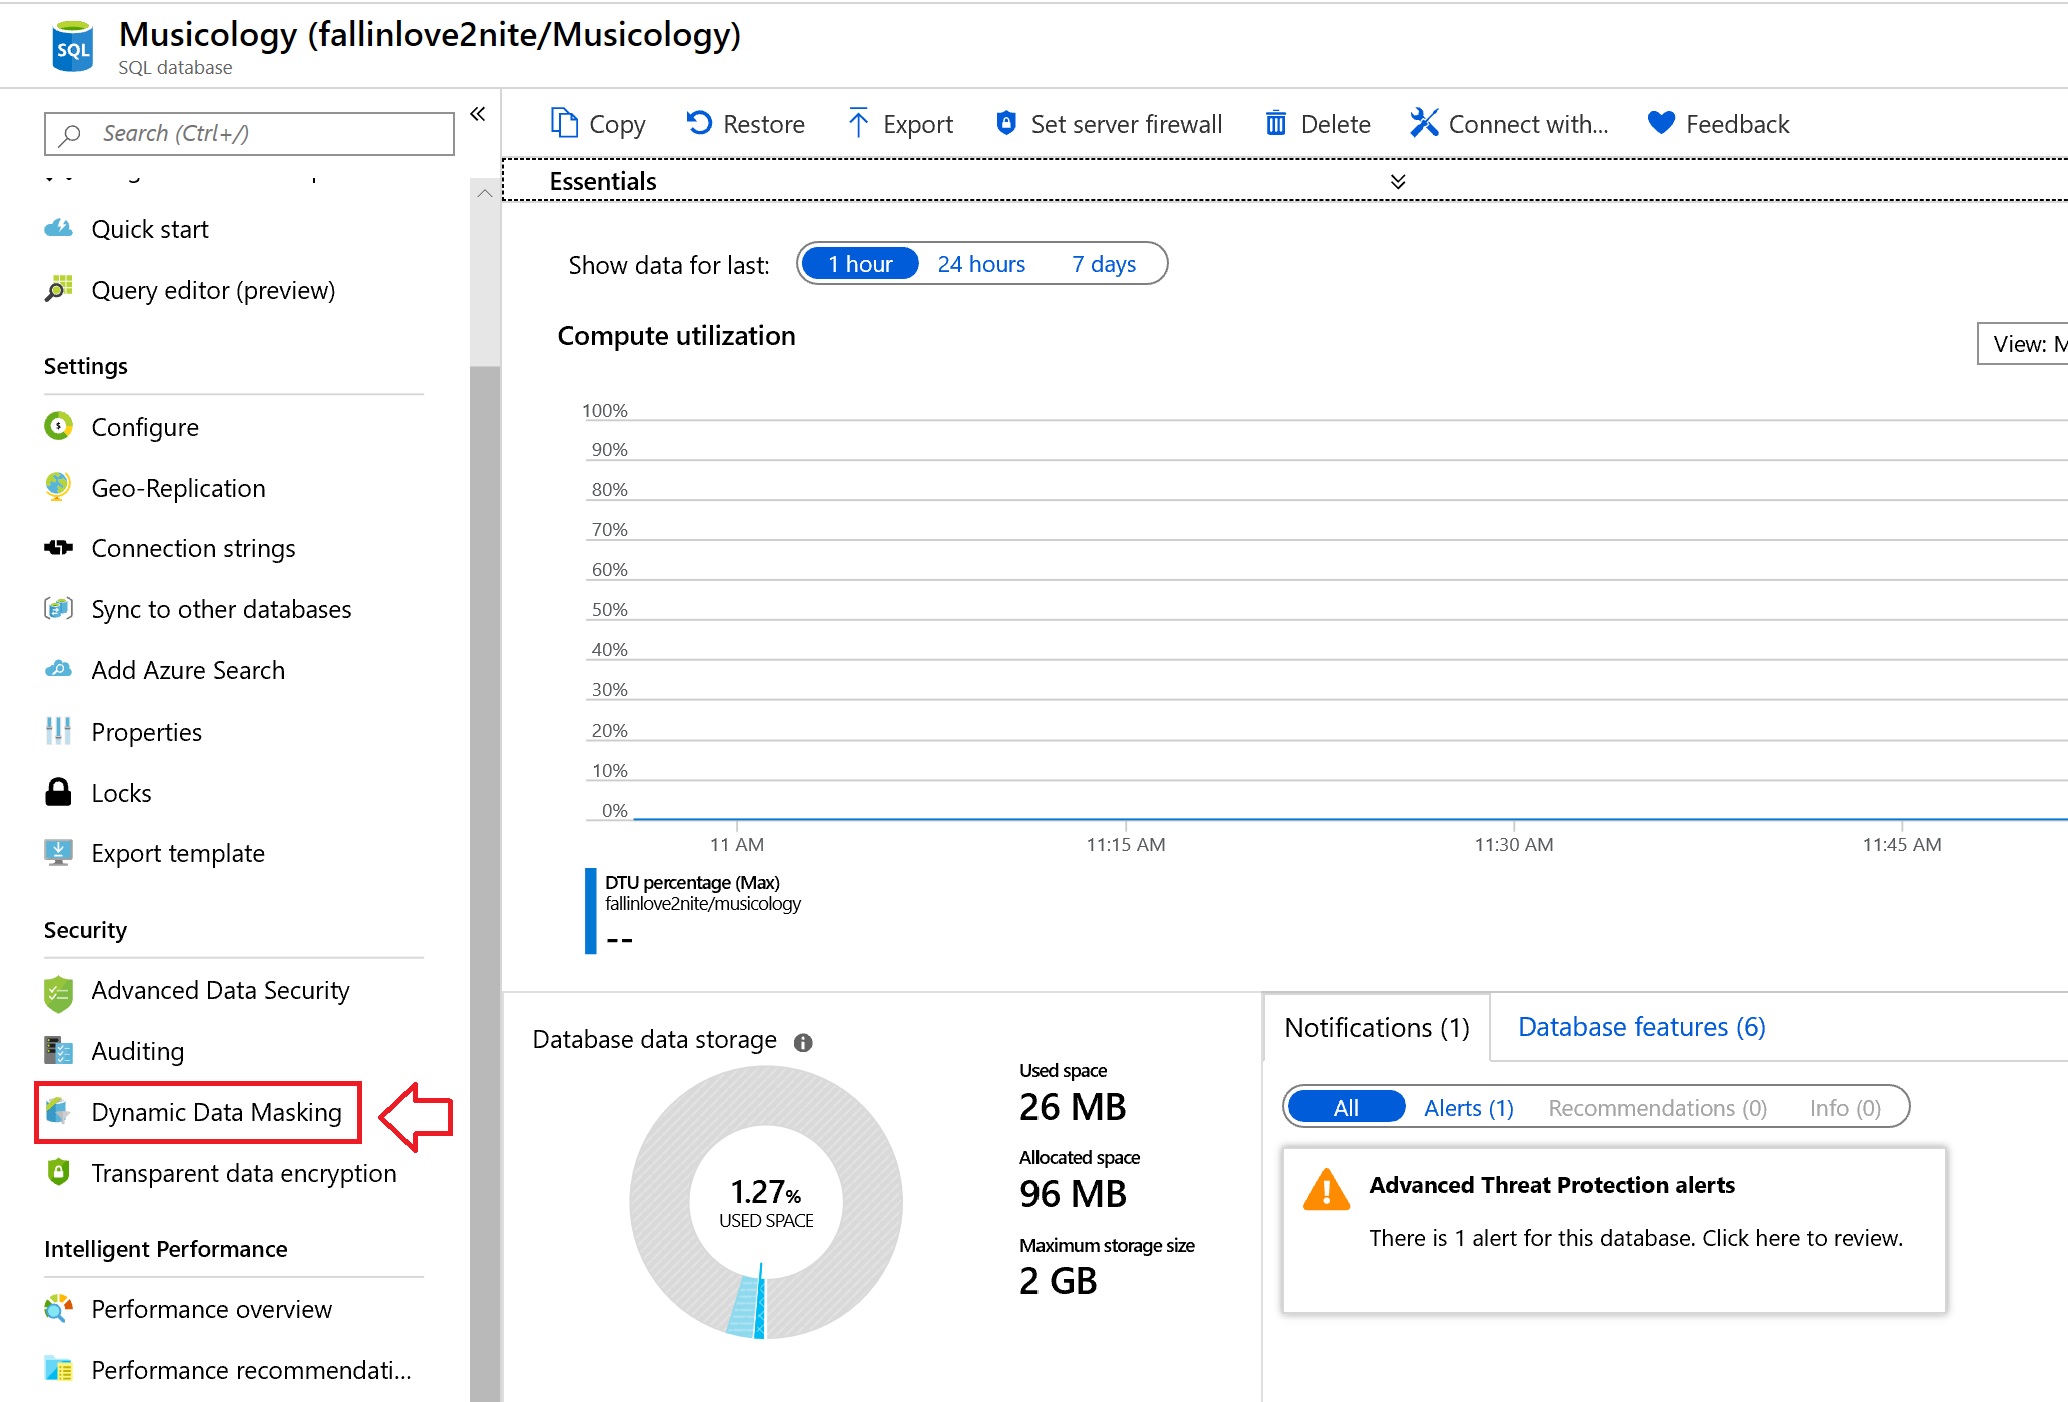 SQL
Musicology (fallinlove2nite/Musicology)
SQL database
Search (Ctrl+/)
Quick start
Query editor (preview)
Settings
Configure
Geo-Replication
Connection strings
Sync to other databases
Add Azure Search
Properties
Locks
Export template
Security
Advanced Data Security
Auditing
Dynamic Data Masking
Transparent data encryption
Intelligent Performance
Performance overview
Performance recommendati...
Copy
Restore
Export
Set server firewall
Delete
Connect with...
Feedback
Essentials
Show data for last:
1 hour
24 hours
7 days
Compute utilization
View: M
100%
90%
80%
70%
60%
50%
40%
30%
20%
10%
0%
11 AM
11:15 AM
11:30 AM
11:45 AM
DTU percentage (Max)
fallinlove2nite/musicology
--
Database data storage
1.27%
USED SPACE
Used space
26 MB
Allocated space
96 MB
Maximum storage size
2 GB
Notifications (1)
Database features (6)
All
Alerts (1)
Recommendations (0)
Info (0)
Advanced Threat Protection alerts
There is 1 alert for this database. Click here to review.